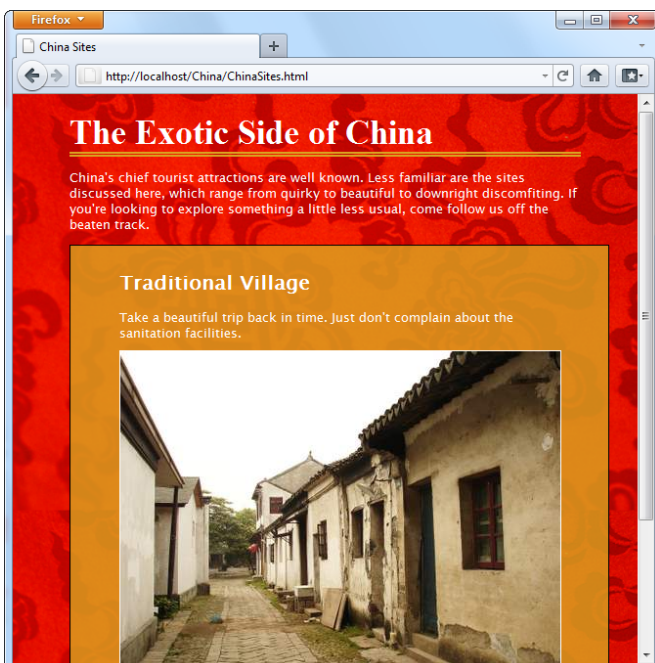 Firefox
China Sites
http://localhost/China/ChinaSites.html
The Exotic Side of China
China's chief tourist attractions are well known. Less familiar are the sites
discussed here, which range from quirky to beautiful to downright discomfiting. If
you're looking to explore something a little less usual, come follow us off the
beaten track.
Traditional Village
Take a beautiful trip back in time. Just don't complain about the
sanitation facilities.